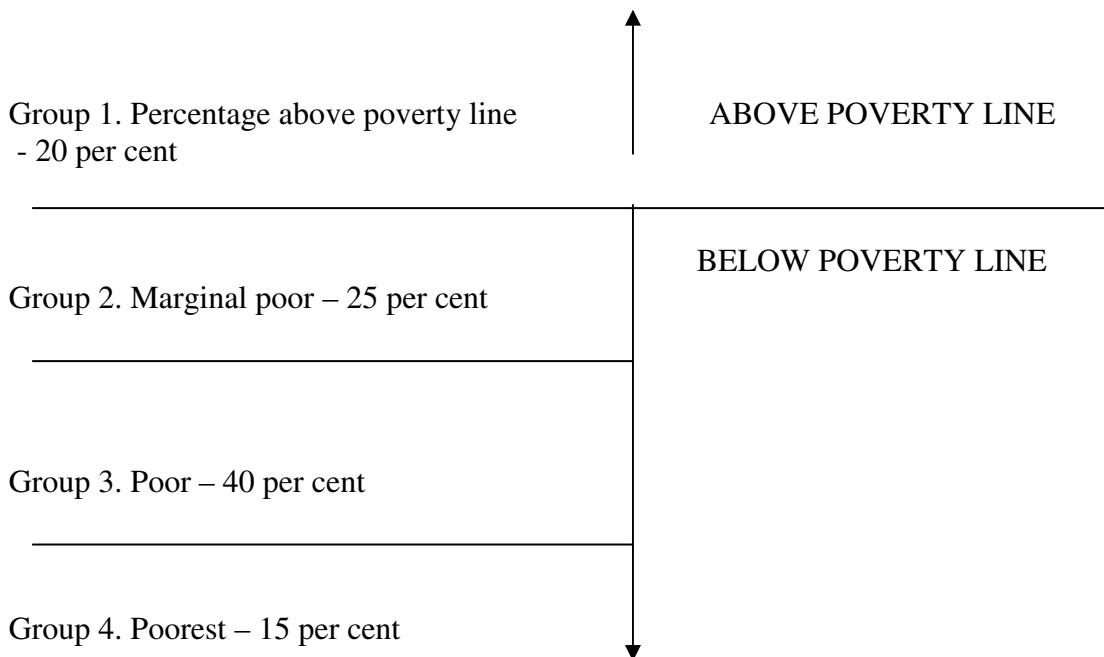 Group 1. Percentage above poverty line
- 20 per cent
ABOVE POVERTY LINE
BELOW POVERTY LINE
Group 2. Marginal poor – 25 per cent
Group 3. Poor – 40 per cent
Group 4. Poorest – 15 per cent